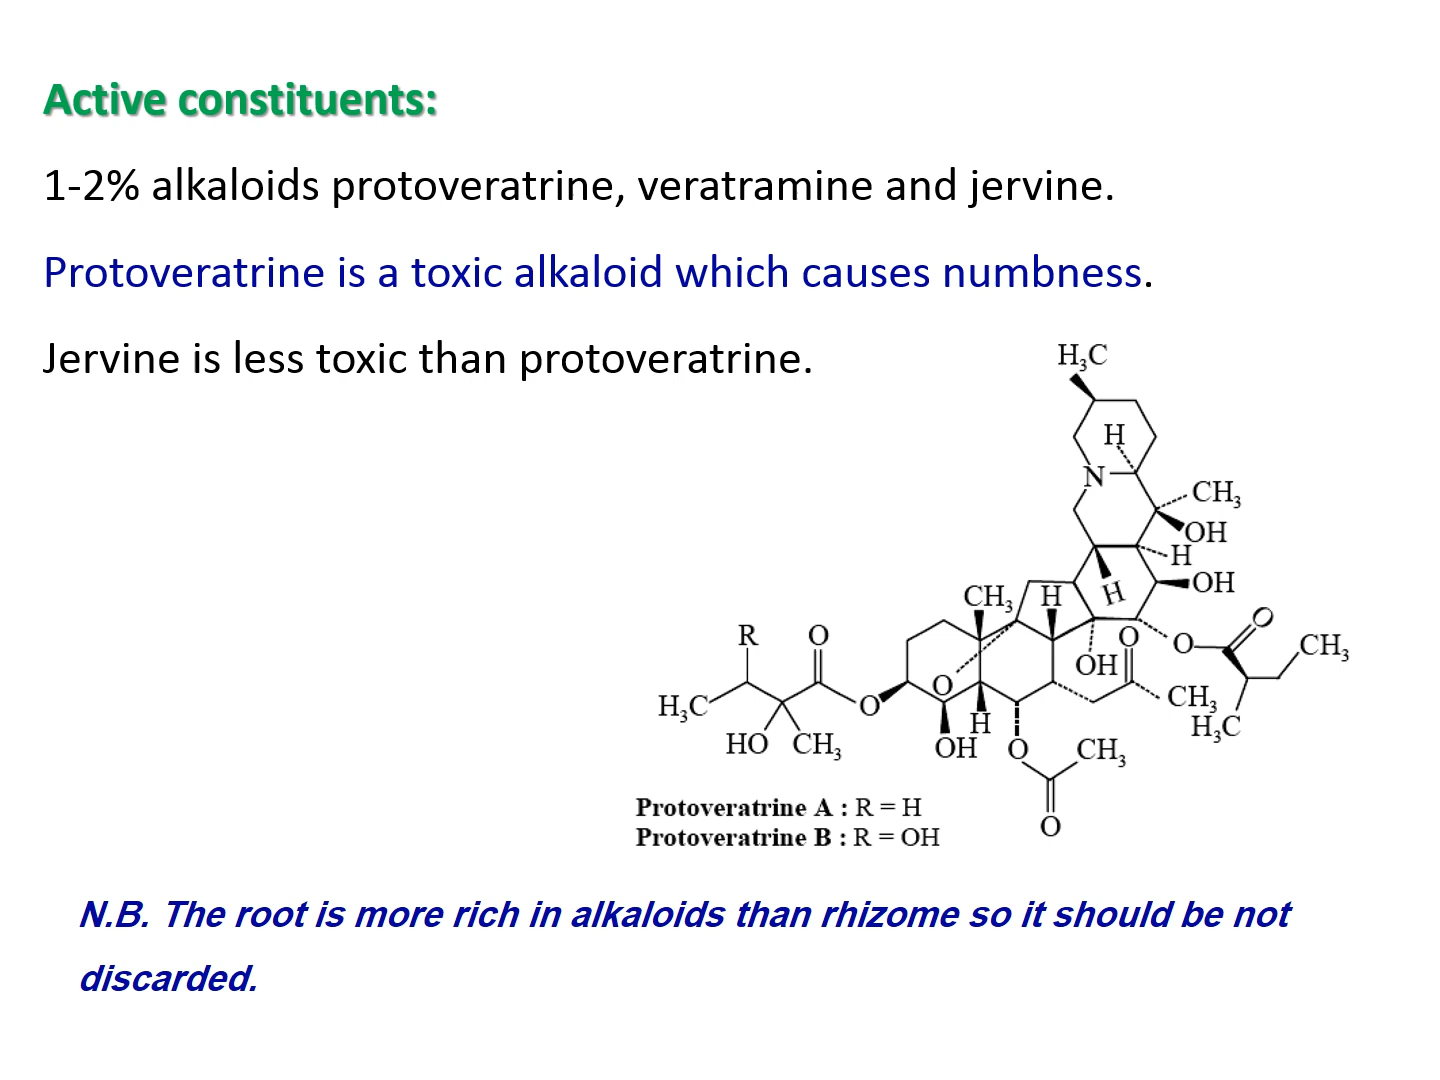 Active constituents:
1-2% alkaloids protoveratrine, veratramine and jervine.
Protoveratrine is a toxic alkaloid which causes numbness.
Jervine is less toxic than protoveratrine.
H₃C
H
N
CH₃
OH
H
OH
CH₃
H
H
R
O
O
O
CH₃
O
OH
O
H₃C
O
CH₃
H₃C
HO
CH₃
OH
H
O
CH₃
O
Protoveratrine A : R = H
Protoveratrine B : R = OH
N.B. The root is more rich in alkaloids than rhizome so it should be not
discarded.